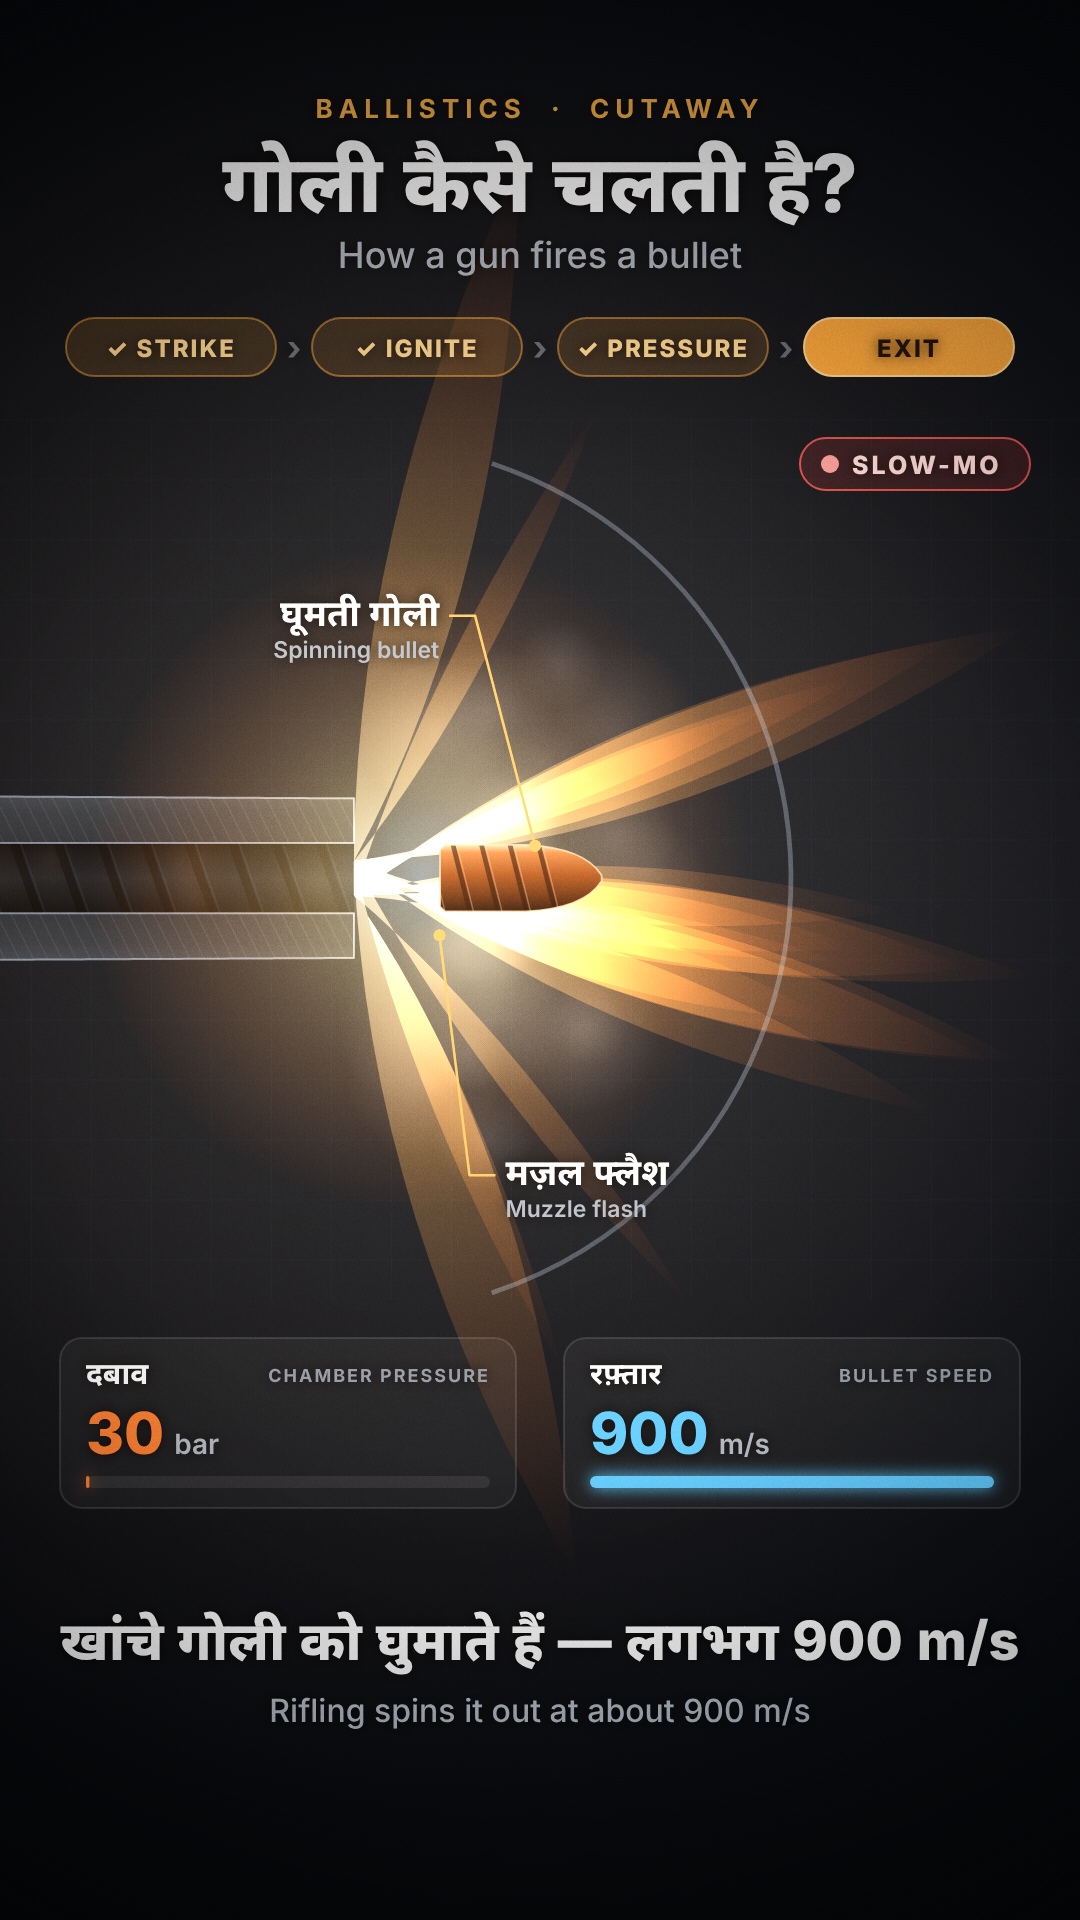 BALLISTICS · CUTAWAY
गोली कैसे चलती है?
How a gun fires a bullet
✓ STRIKE › ✓ IGNITE › ✓ PRESSURE › EXIT
SLOW-MO
घूमती गोली
Spinning bullet
मज़ल फ्लैश
Muzzle flash
दबाव CHAMBER PRESSURE
30 bar
रफ़्तार BULLET SPEED
900 m/s
खांचे गोली को घुमाते हैं — लगभग 900 m/s
Rifling spins it out at about 900 m/s